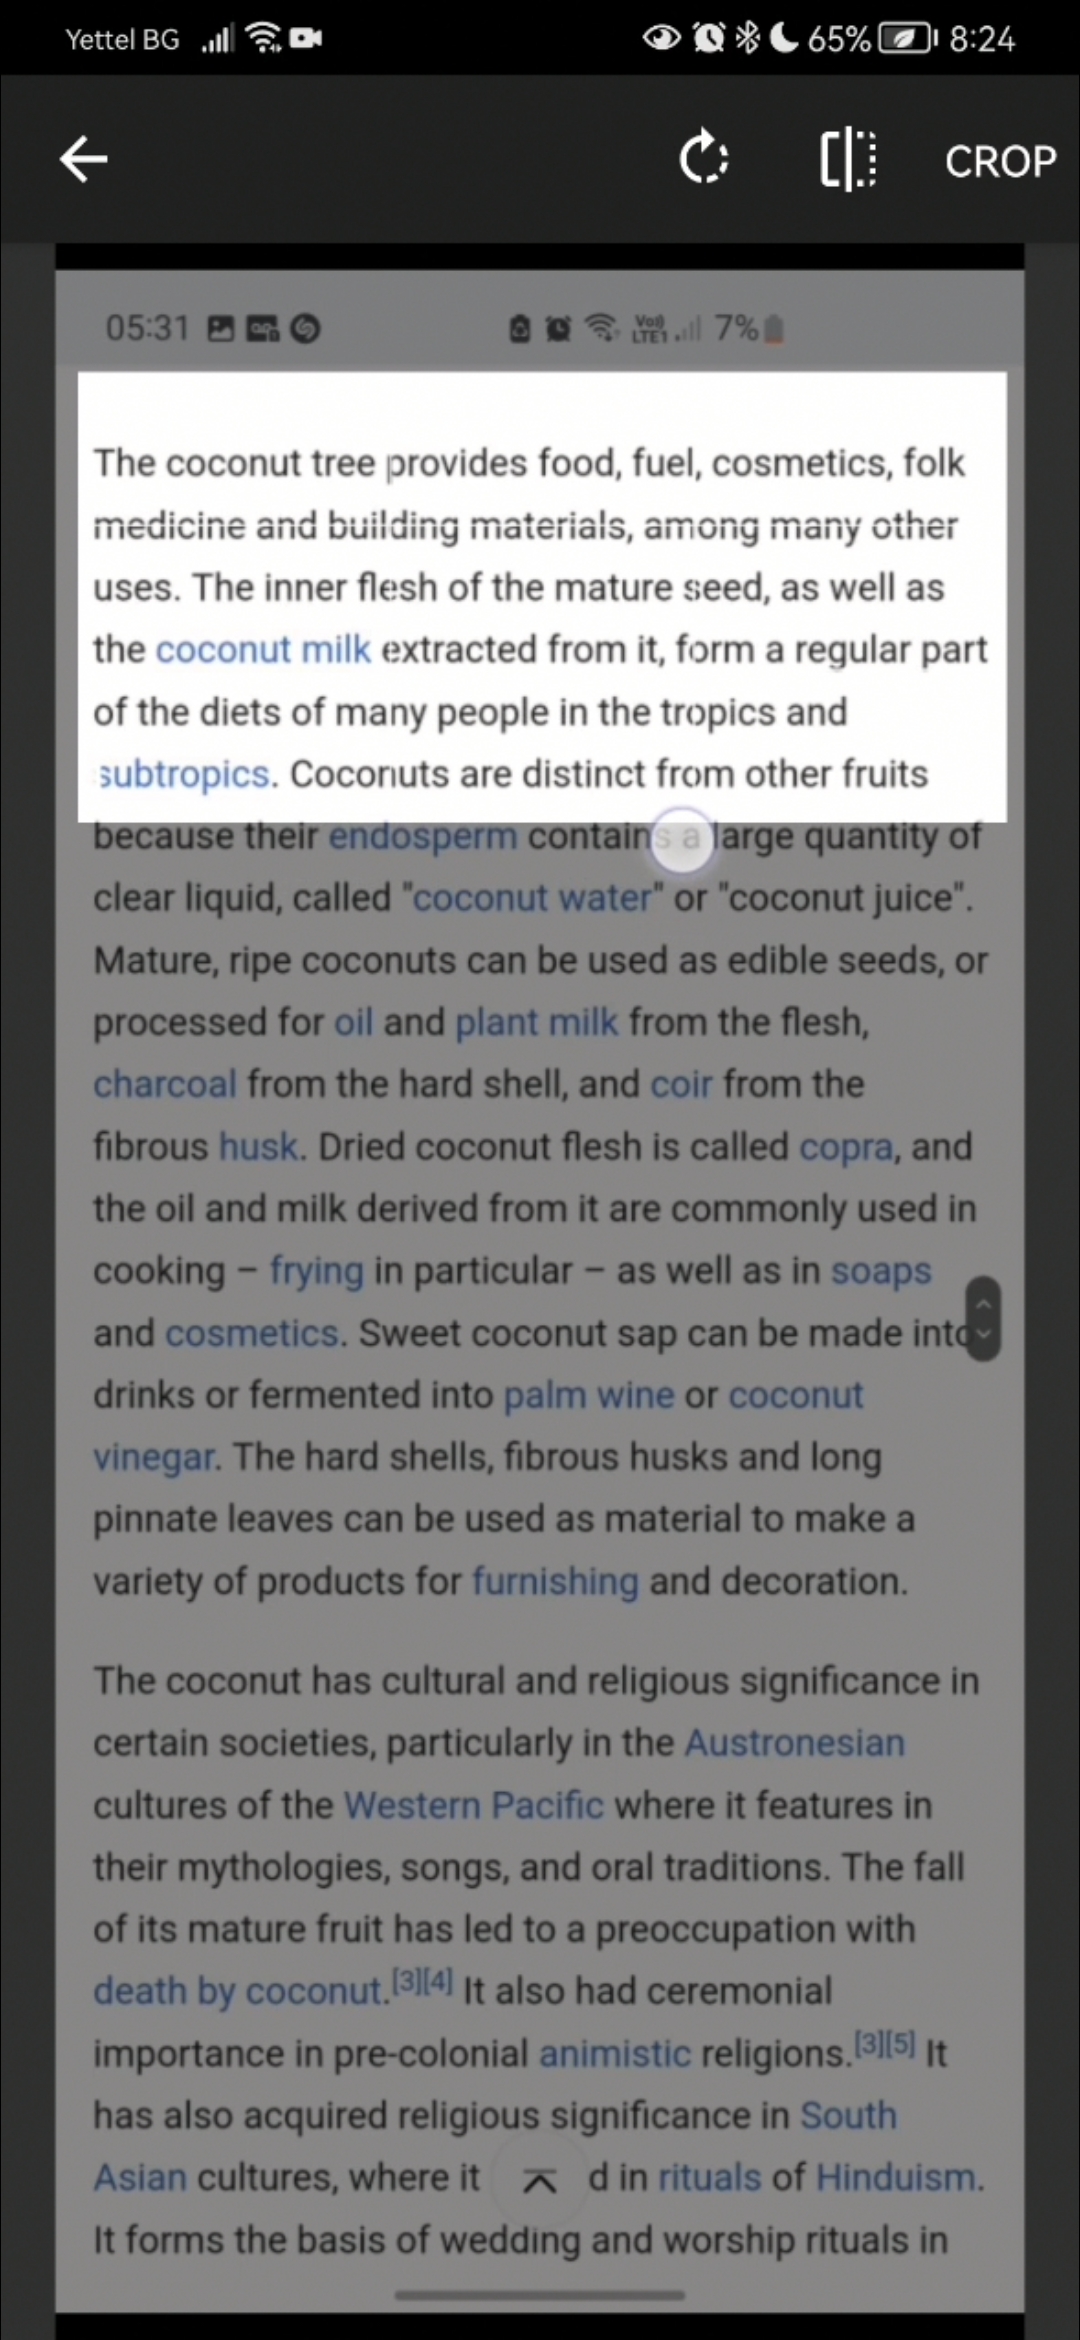 Yettel BG 65% 8:24
CROP
05:31 Vo)) LTE1 7%
The coconut tree provides food, fuel, cosmetics, folk
medicine and building materials, among many other
uses. The inner flesh of the mature seed, as well as
the coconut milk extracted from it, form a regular part
of the diets of many people in the tropics and
subtropics. Coconuts are distinct from other fruits
because their endosperm contains a large quantity of
clear liquid, called "coconut water" or "coconut juice".
Mature, ripe coconuts can be used as edible seeds, or
processed for oil and plant milk from the flesh,
charcoal from the hard shell, and coir from the
fibrous husk. Dried coconut flesh is called copra, and
the oil and milk derived from it are commonly used in
cooking – frying in particular – as well as in soaps
and cosmetics. Sweet coconut sap can be made into
drinks or fermented into palm wine or coconut
vinegar. The hard shells, fibrous husks and long
pinnate leaves can be used as material to make a
variety of products for furnishing and decoration.
The coconut has cultural and religious significance in
certain societies, particularly in the Austronesian
cultures of the Western Pacific where it features in
their mythologies, songs, and oral traditions. The fall
of its mature fruit has led to a preoccupation with
death by coconut.[3][4] It also had ceremonial
importance in pre-colonial animistic religions.[3][5] It
has also acquired religious significance in South
Asian cultures, where it d in rituals of Hinduism.
It forms the basis of wedding and worship rituals in